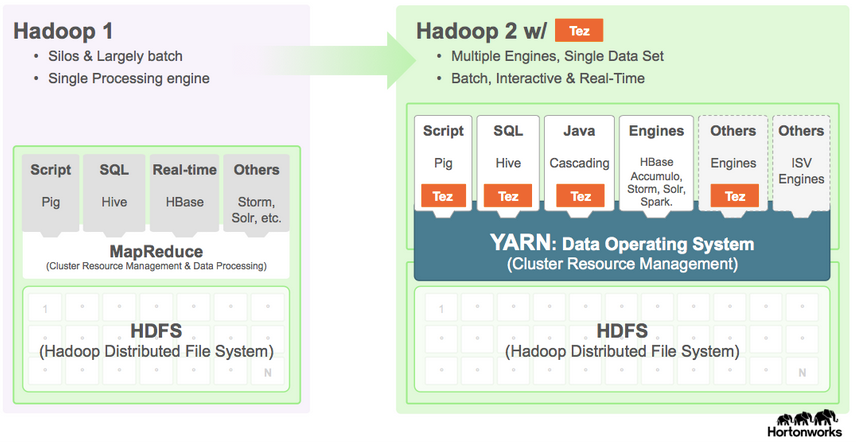 Hadoop 1
• Silos & Largely batch
• Single Processing engine
Script
Pig
SQL
Hive
Real-time
HBase
Others
Storm,
Solr, etc.
MapReduce
(Cluster Resource Management & Data Processing)
1
HDFS
(Hadoop Distributed File System)
N
Hadoop 2 w/ Tez
• Multiple Engines, Single Data Set
• Batch, Interactive & Real-Time
Script
Pig
Tez
SQL
Hive
Tez
Java
Cascading
Tez
Engines
HBase
Accumulo,
Storm, Solr,
Spark.
Others
Engines
Tez
Others
ISV
Engines
YARN: Data Operating System
(Cluster Resource Management)
1
HDFS
(Hadoop Distributed File System)
N
Hortonworks